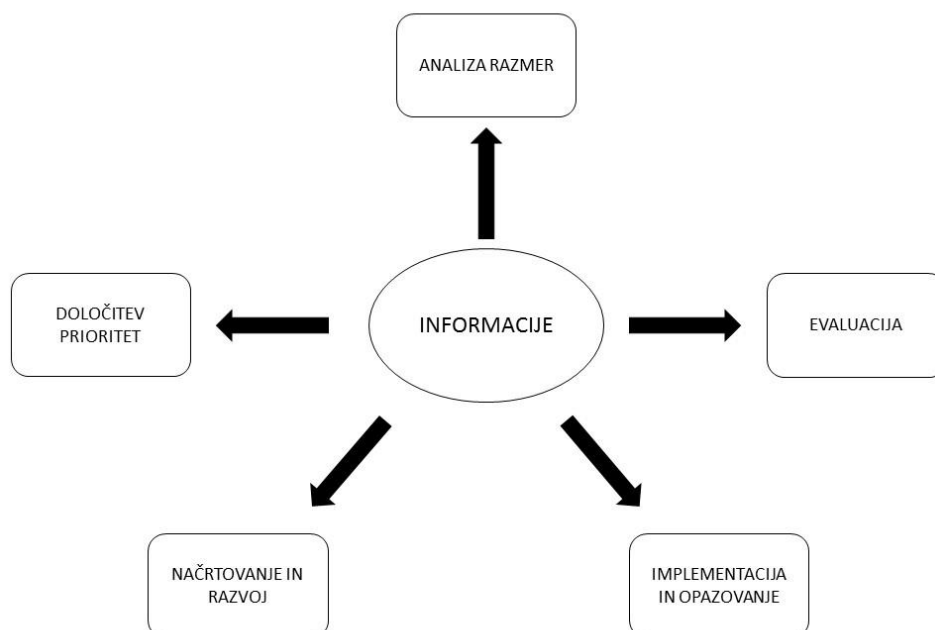 ANALIZA RAZMER
DOLOČITEV
PRIORITET
INFORMACIJE
EVALUACIJA
NAČRTOVANJE IN
RAZVOJ
IMPLEMENTACIJA
IN OPAZOVANJE